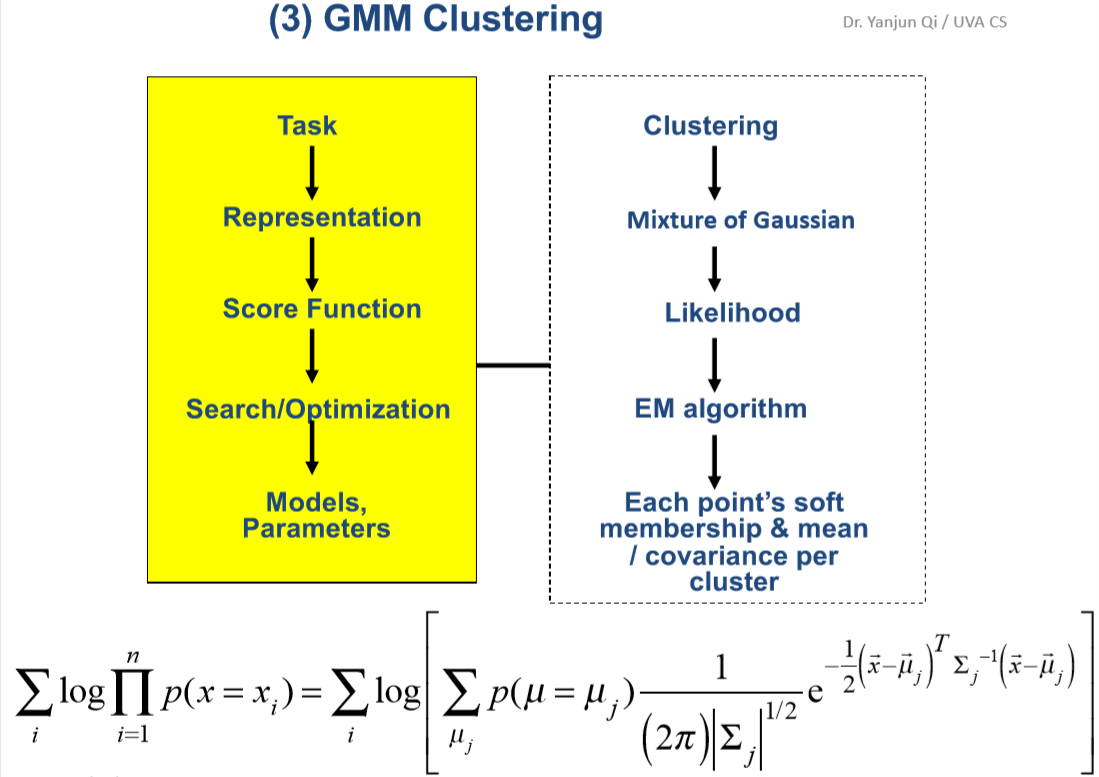 (3) GMM Clustering
Dr. Yanjun Qi / UVA CS
Task
Representation
Score Function
Search/Optimization
Models,
Parameters
Clustering
Mixture of Gaussian
Likelihood
EM algorithm
Each point’s soft
membership & mean
/ covariance per
cluster
∑_i log ∏_{i=1}^{n} p(x = x_i) = ∑_i log [ ∑_{μ_j} p(μ = μ_j) 1 / ((2π)|Σ_j|^{1/2}) e^{-1/2 (x⃗−μ⃗_j)^T Σ_j^{-1} (x⃗−μ⃗_j)} ]